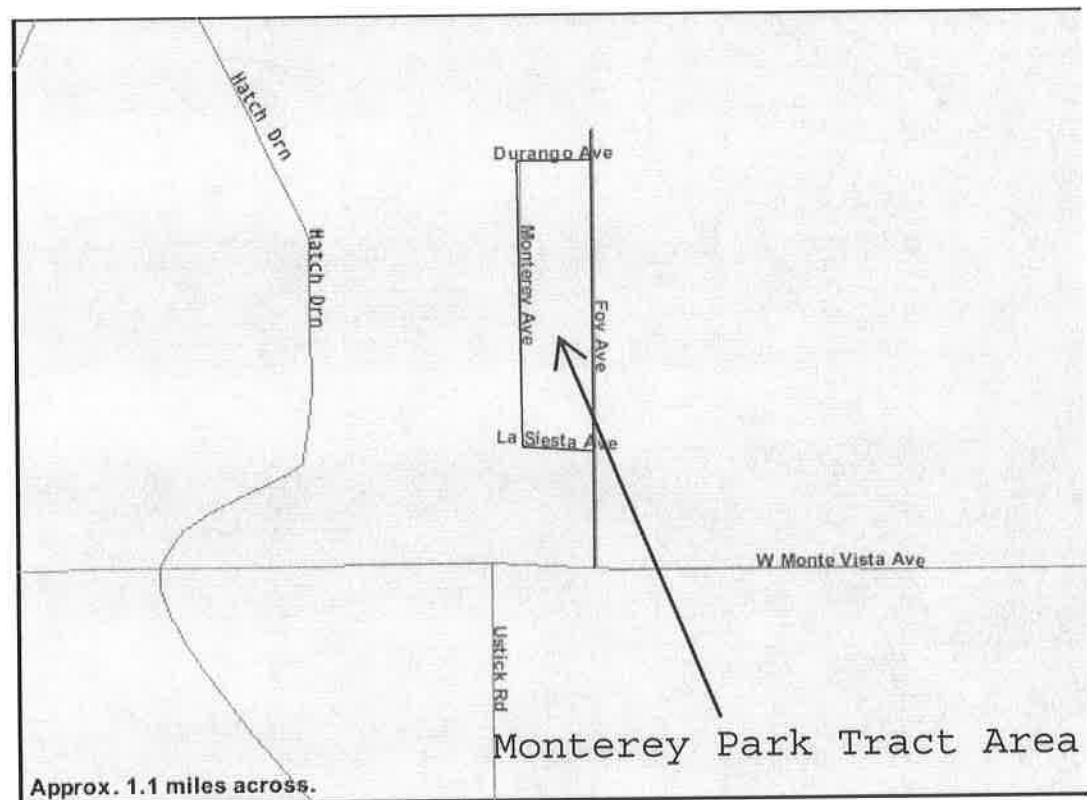 Hatch Drn
Durango Ave
Hatch Drn
Monterey Ave
Foy Ave
La Siesta Ave
W Monte Vista Ave
Ustick Rd
Monterey Park Tract Area
Approx. 1.1 miles across.